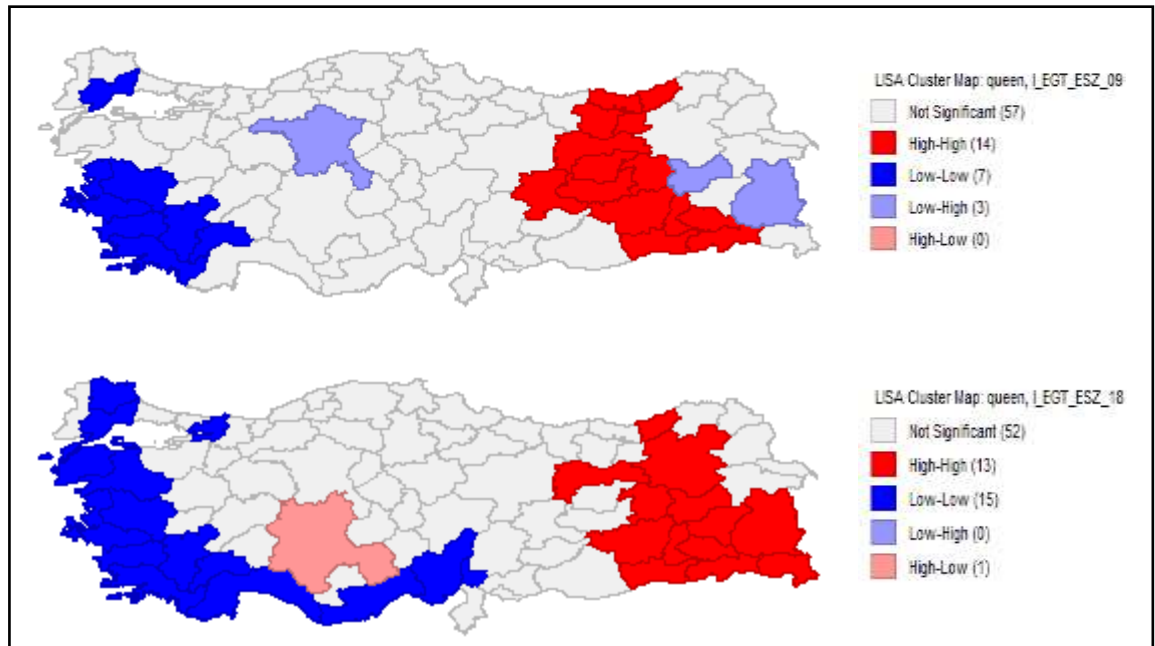 LISA Cluster Map: queen, I_EGT_ESZ_09
Not Significant (57)
High-High (14)
Low-Low (7)
Low-High (3)
High-Low (0)
LISA Cluster Map: queen, I_EGT_ESZ_18
Not Significant (52)
High-High (13)
Low-Low (15)
Low-High (0)
High-Low (1)